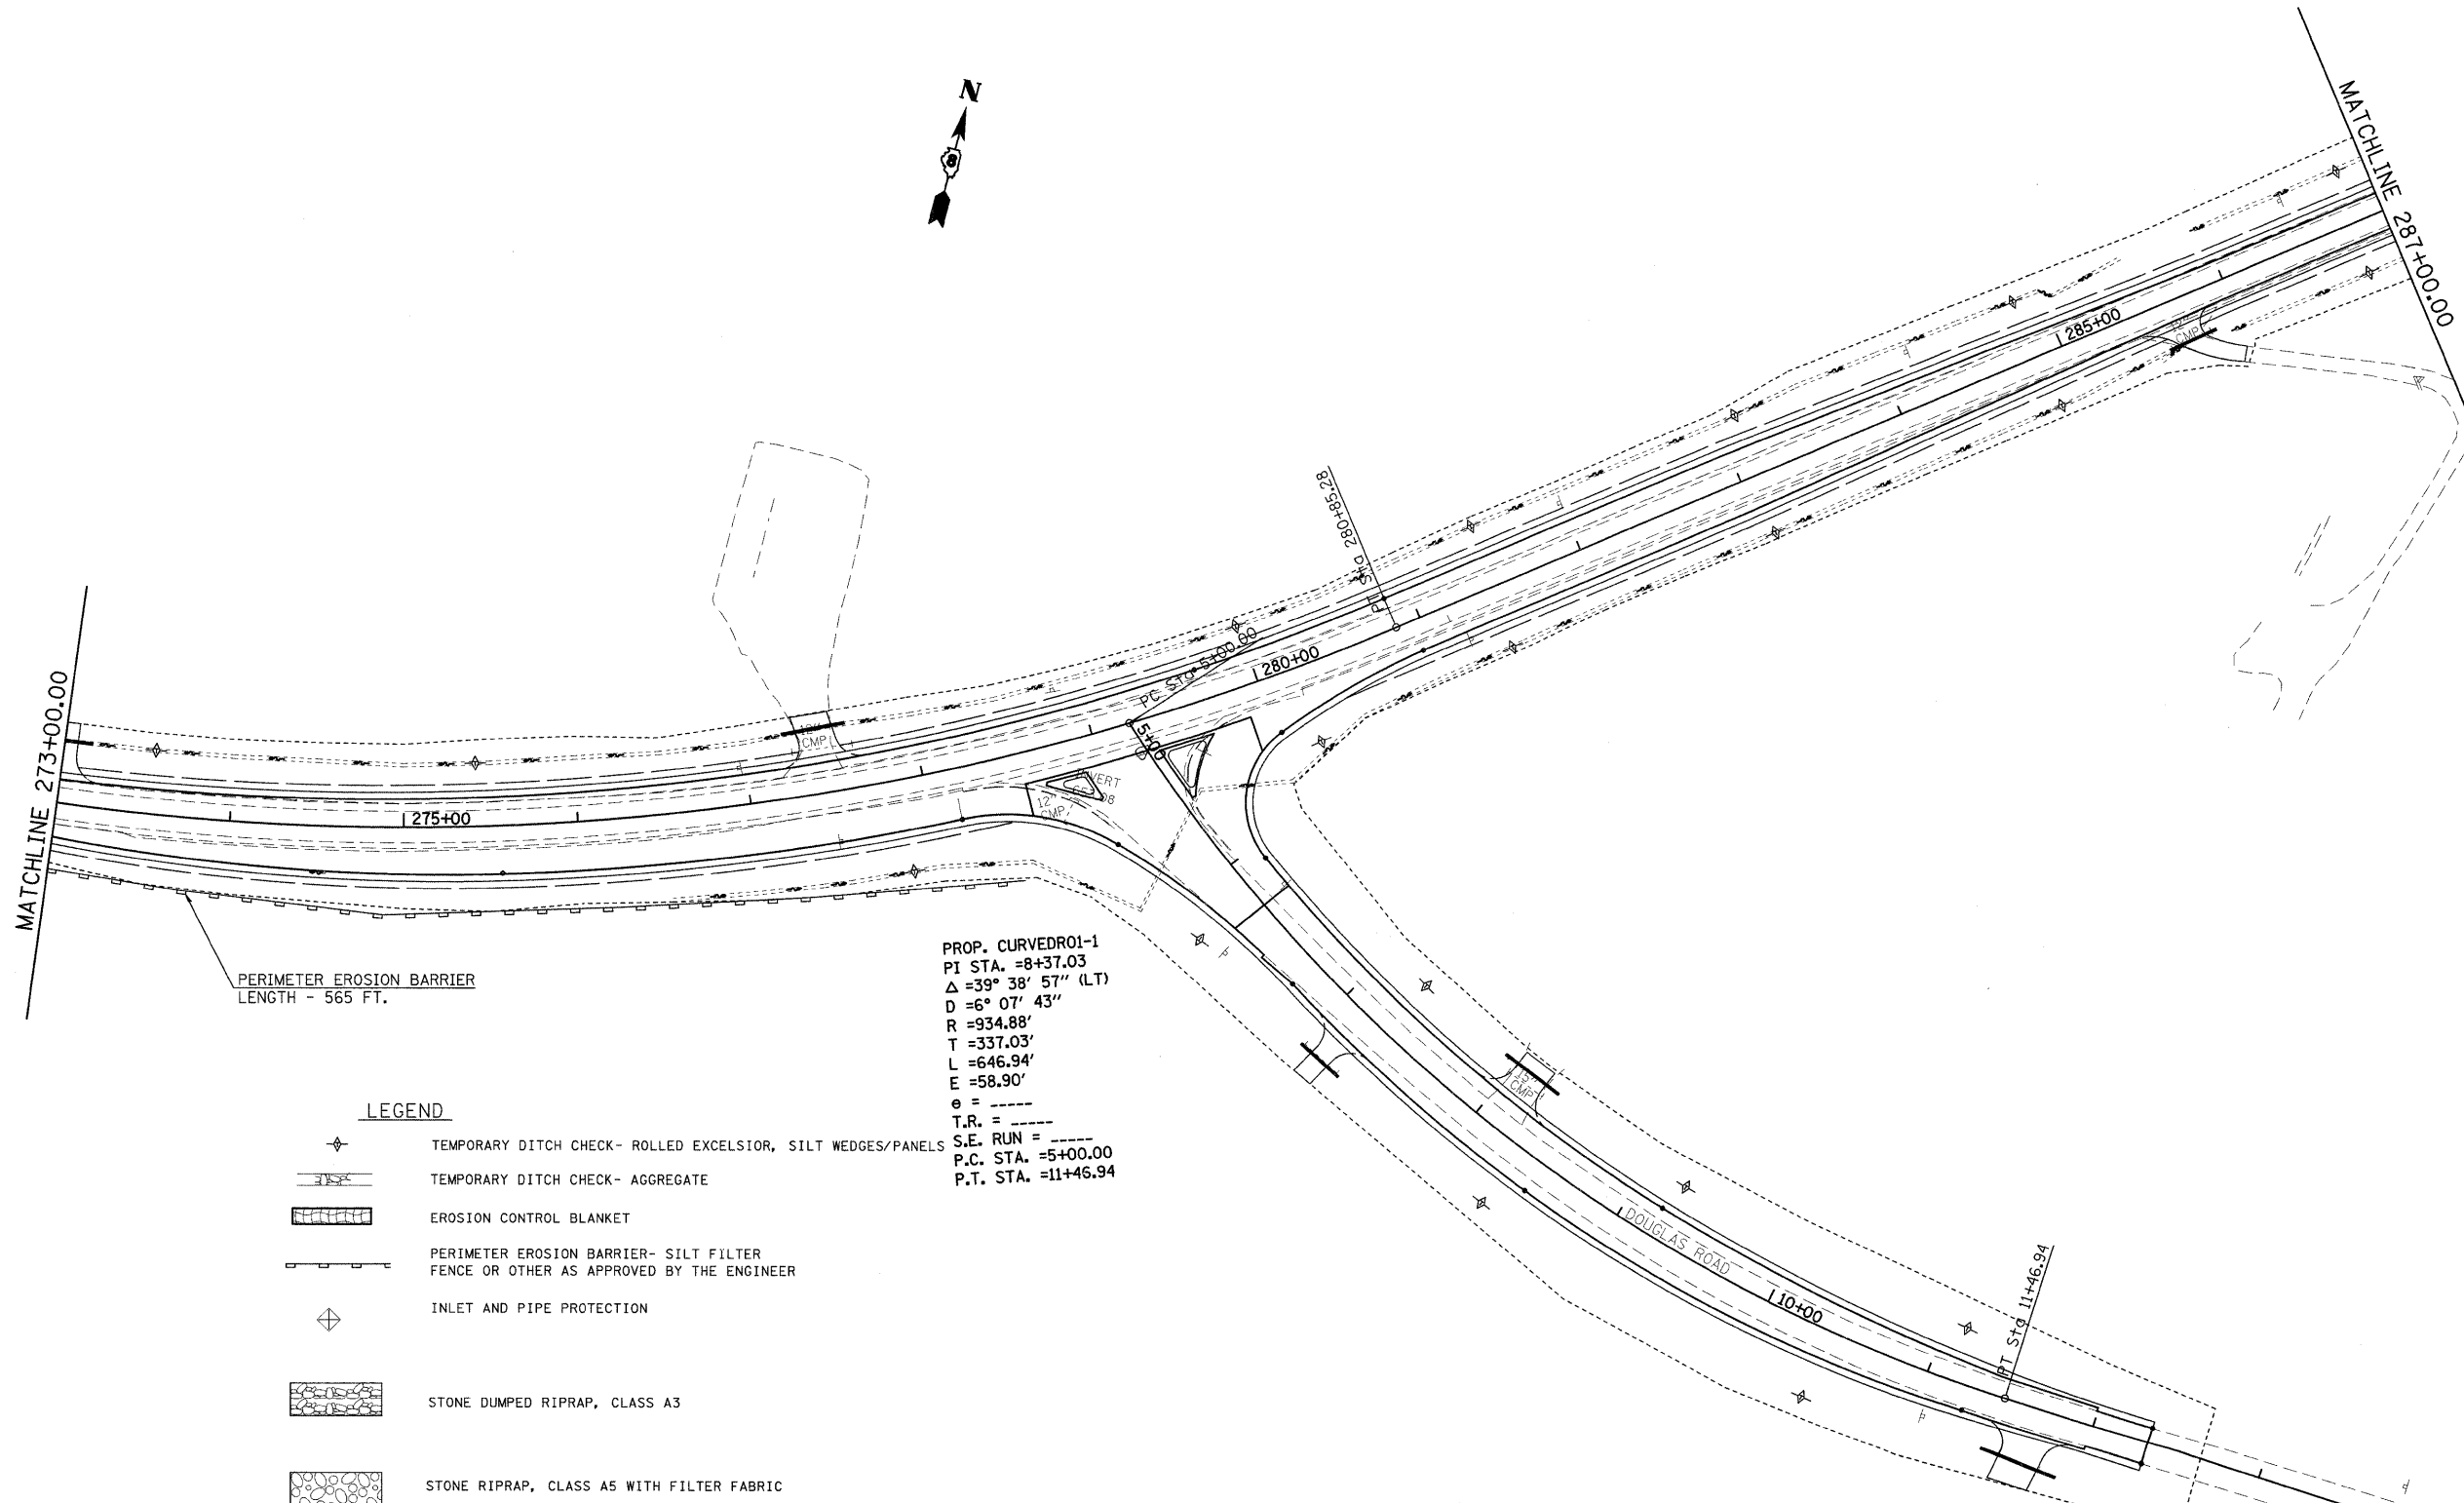 N
8
MATCHLINE 287+00.00
285+00
12"
CMP
PT Sta 280+85.28
PC Sta 5+00.00
280+00
5+00
MATCHLINE 273+00.00
12"
CMP
275+00
12"
CMP
PERIMETER EROSION BARRIER
LENGTH - 565 FT.
PROP. CURVEDR01-1
PI STA. =8+37.03
Δ =39° 38' 57" (LT)
D =6° 07' 43"
R =934.88'
T =337.03'
L =646.94'
E =58.90'
e = -----
T.R. = -----
S.E. RUN = -----
P.C. STA. =5+00.00
P.T. STA. =11+46.94
15"
CMP
DOUGLAS ROAD
10+00
PT Sta 11+46.94
LEGEND
TEMPORARY DITCH CHECK- ROLLED EXCELSIOR, SILT WEDGES/PANELS
TEMPORARY DITCH CHECK- AGGREGATE
EROSION CONTROL BLANKET
PERIMETER EROSION BARRIER- SILT FILTER
FENCE OR OTHER AS APPROVED BY THE ENGINEER
INLET AND PIPE PROTECTION
STONE DUMPED RIPRAP, CLASS A3
STONE RIPRAP, CLASS A5 WITH FILTER FABRIC